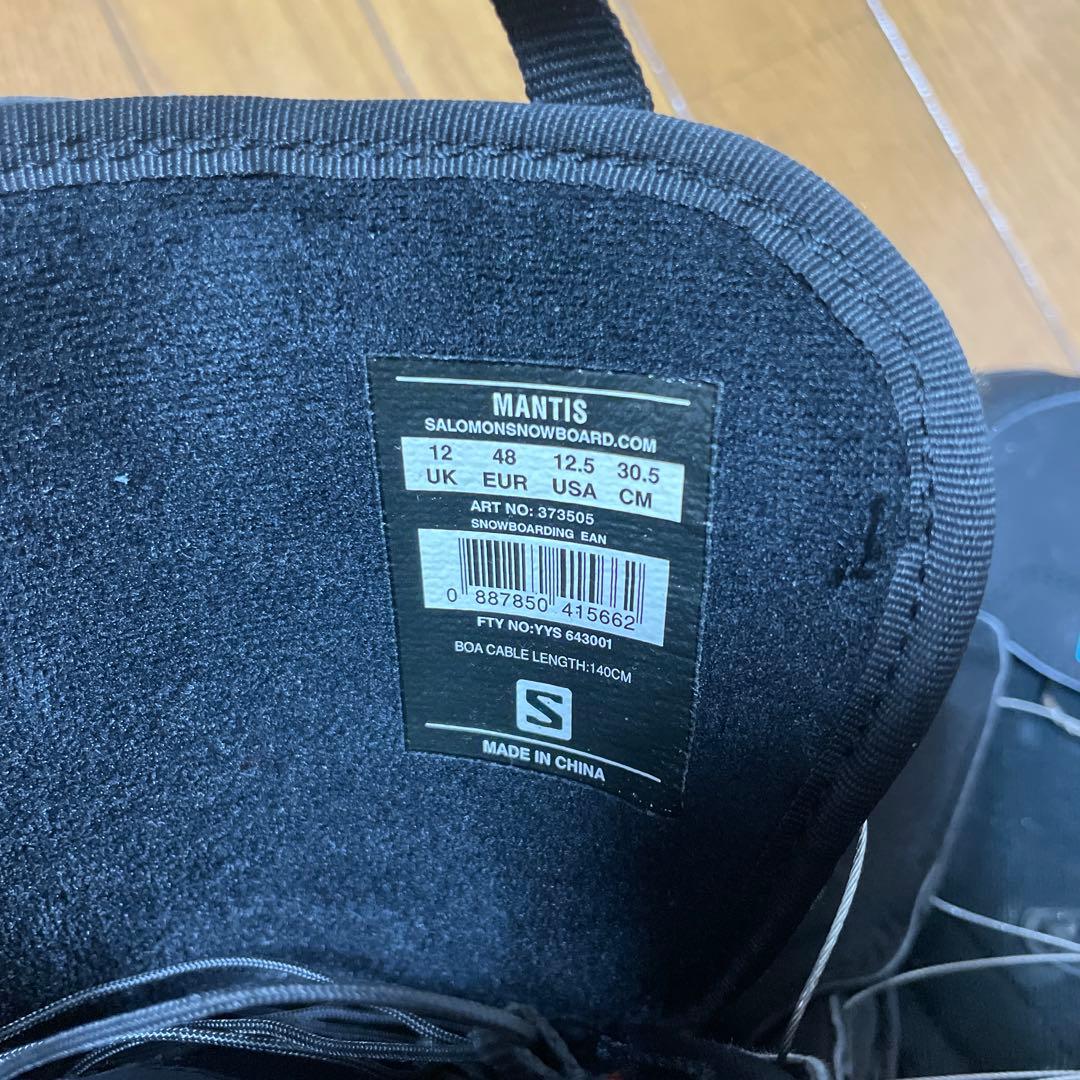 MANTIS
SALOMONSNOWBOARD.COM
12 48 12.5 30.5
UK EUR USA CM
ART NO: 373505
SNOWBOARDING EAN
0 887850 415662
FTY NO:YYS 643001
BOA CABLE LENGTH:140CM
S
MADE IN CHINA